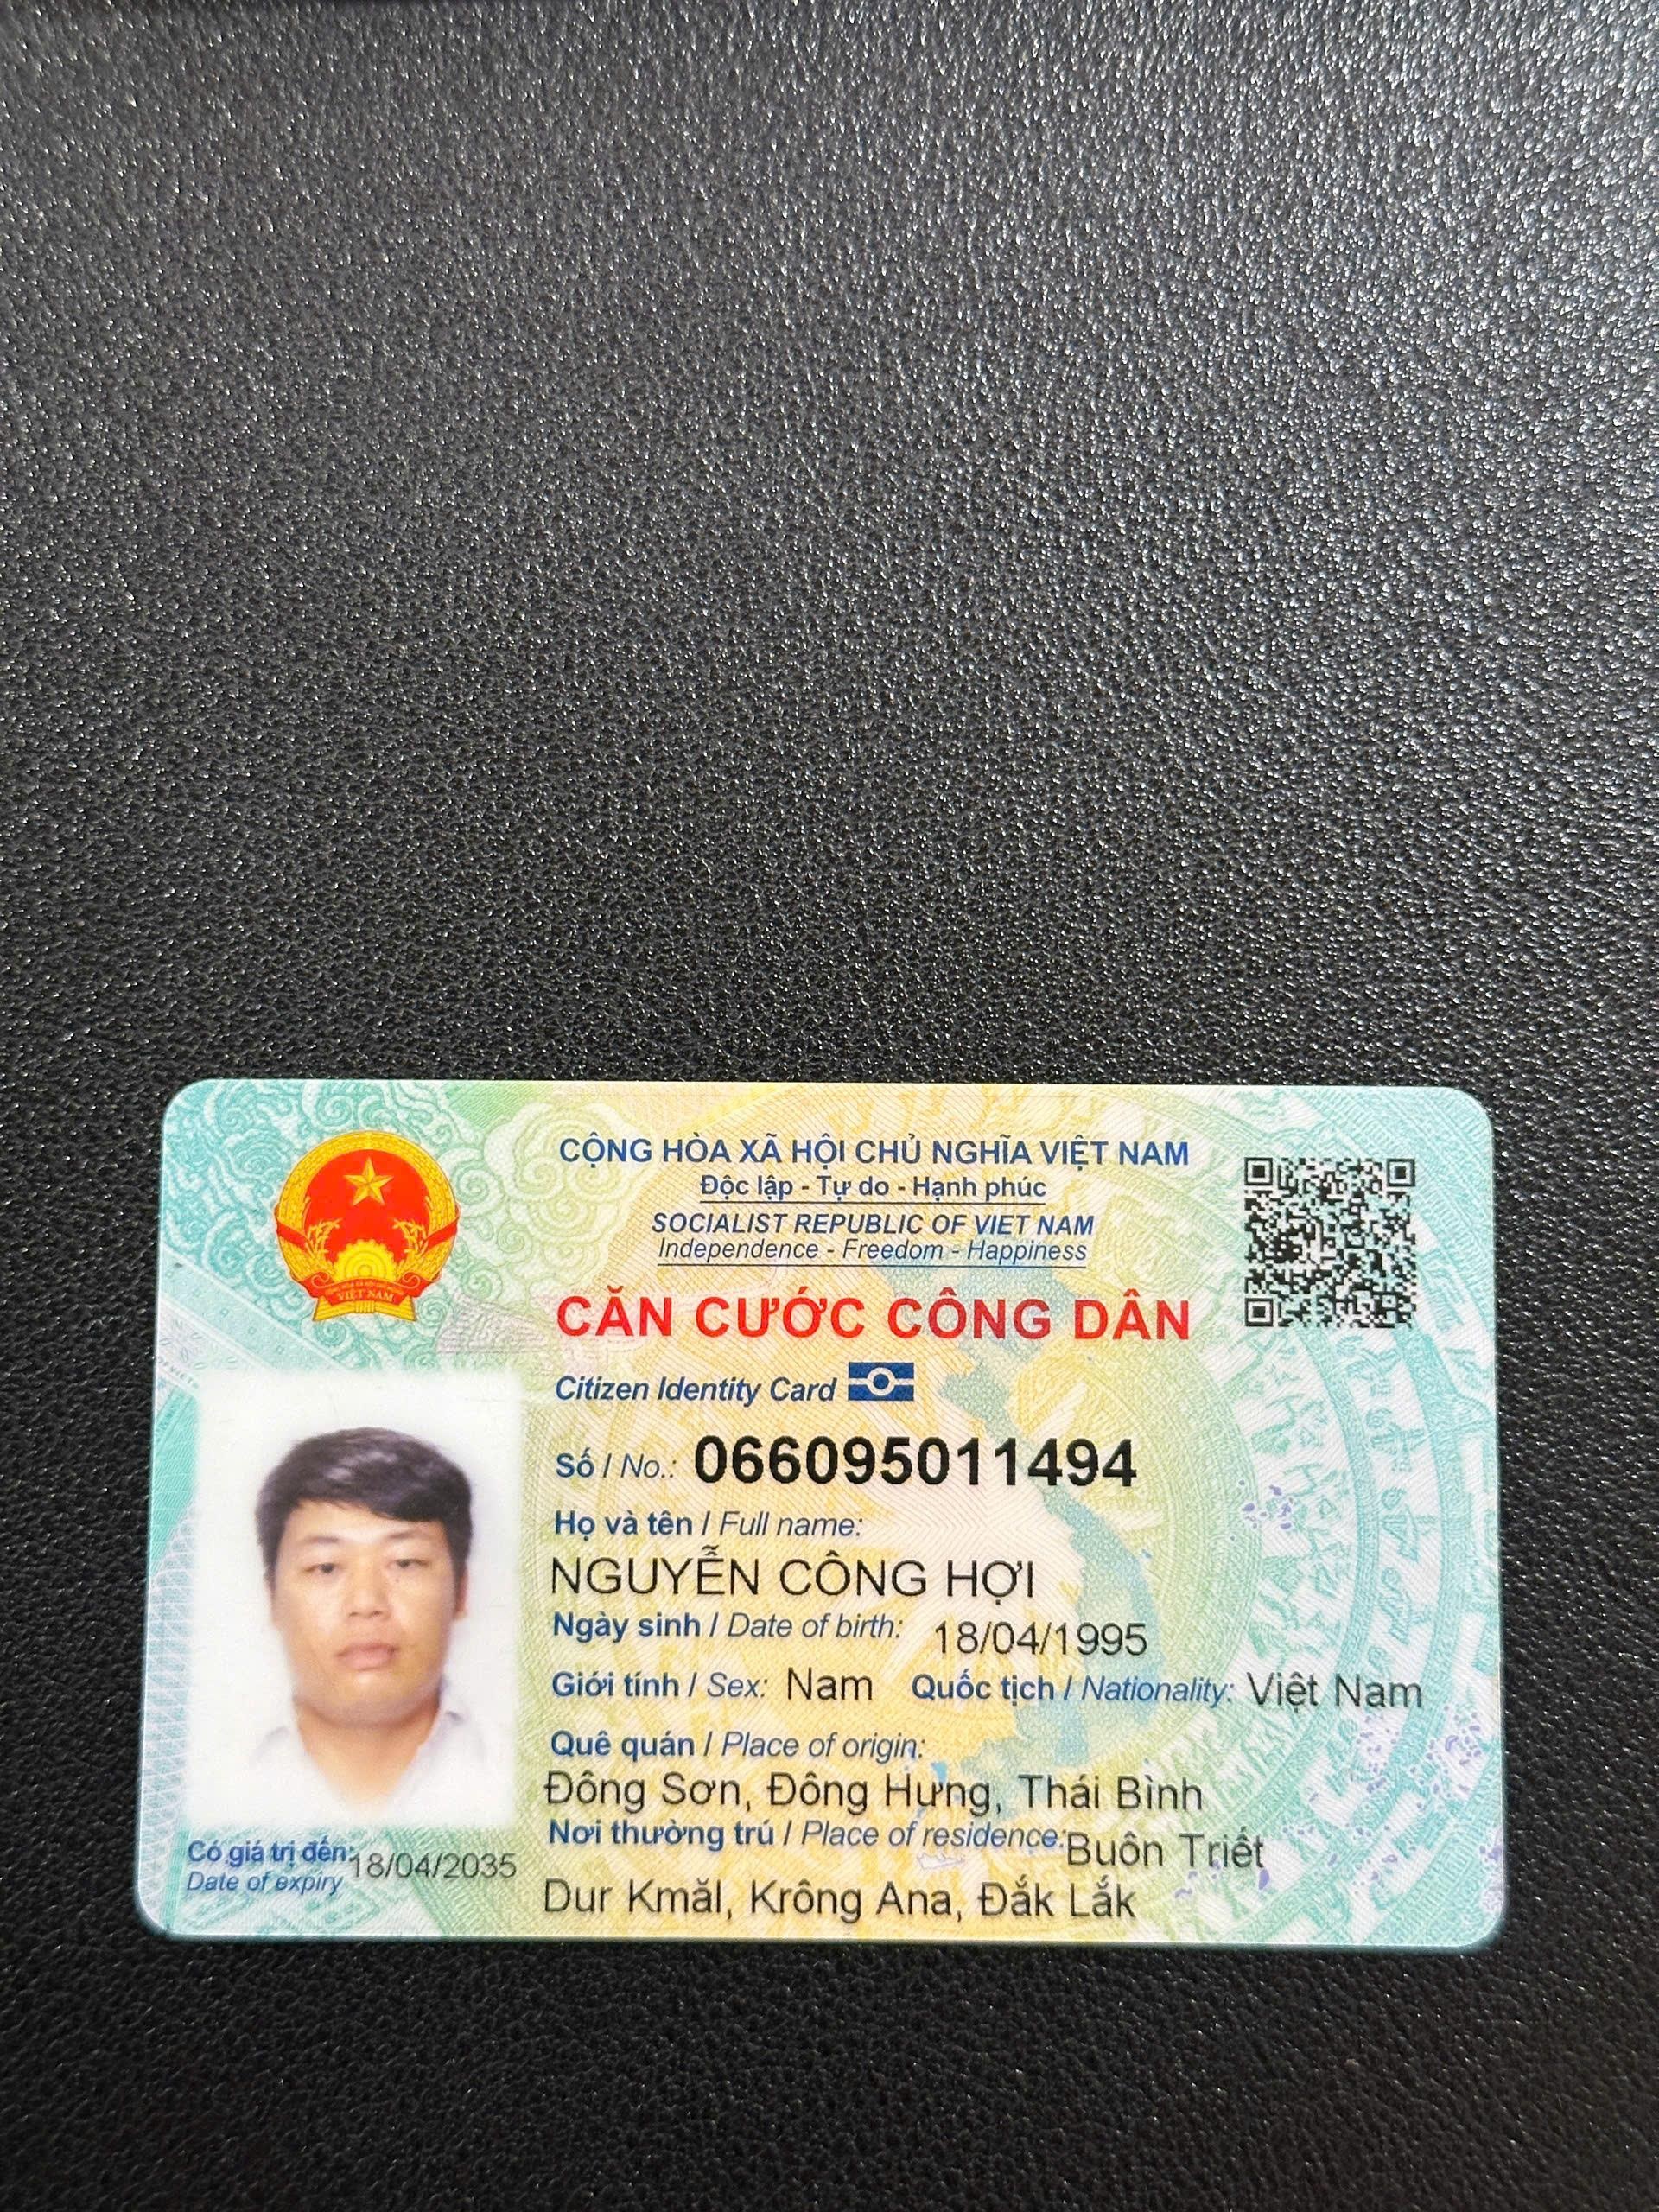 CỘNG HÒA XÃ HỘI CHỦ NGHĨA VIỆT NAM
Độc lập - Tự do - Hạnh phúc
SOCIALIST REPUBLIC OF VIET NAM
Independence - Freedom - Happiness
CĂN CƯỚC CÔNG DÂN
Citizen Identity Card
Số / No.: 066095011494
Họ và tên / Full name:
NGUYỄN CÔNG HỢI
Ngày sinh / Date of birth: 18/04/1995
Giới tính / Sex: Nam Quốc tịch / Nationality: Việt Nam
Quê quán / Place of origin:
Đông Sơn, Đông Hưng, Thái Bình
Nơi thường trú / Place of residence: Buôn Triết
Dur Kmăl, Krông Ana, Đắk Lắk
Có giá trị đến: 18/04/2035
Date of expiry
VIỆT NAM